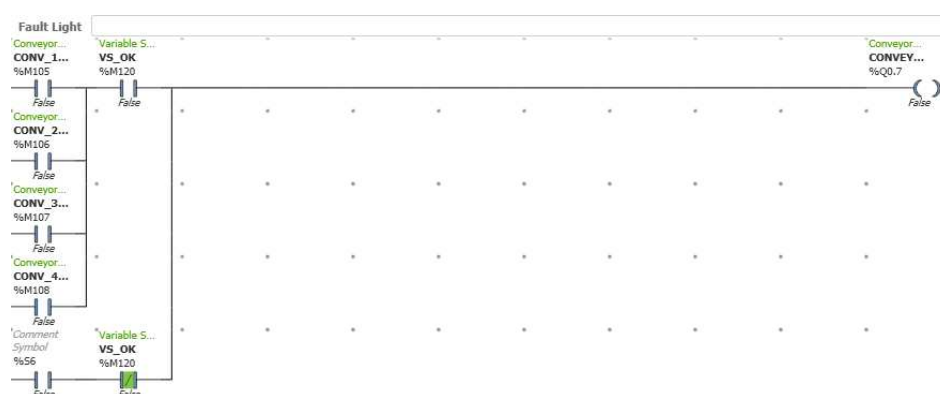 Fault Light
Conveyor... Variable S... Conveyor...
CONV_1... VS_OK CONVEY...
%M105 %M120 %Q0.7
False False False
Conveyor...
CONV_2...
%M106
False
Conveyor...
CONV_3...
%M107
False
Conveyor...
CONV_4...
%M108
False
Comment Variable S...
Symbol VS_OK
%S6 %M120
False False